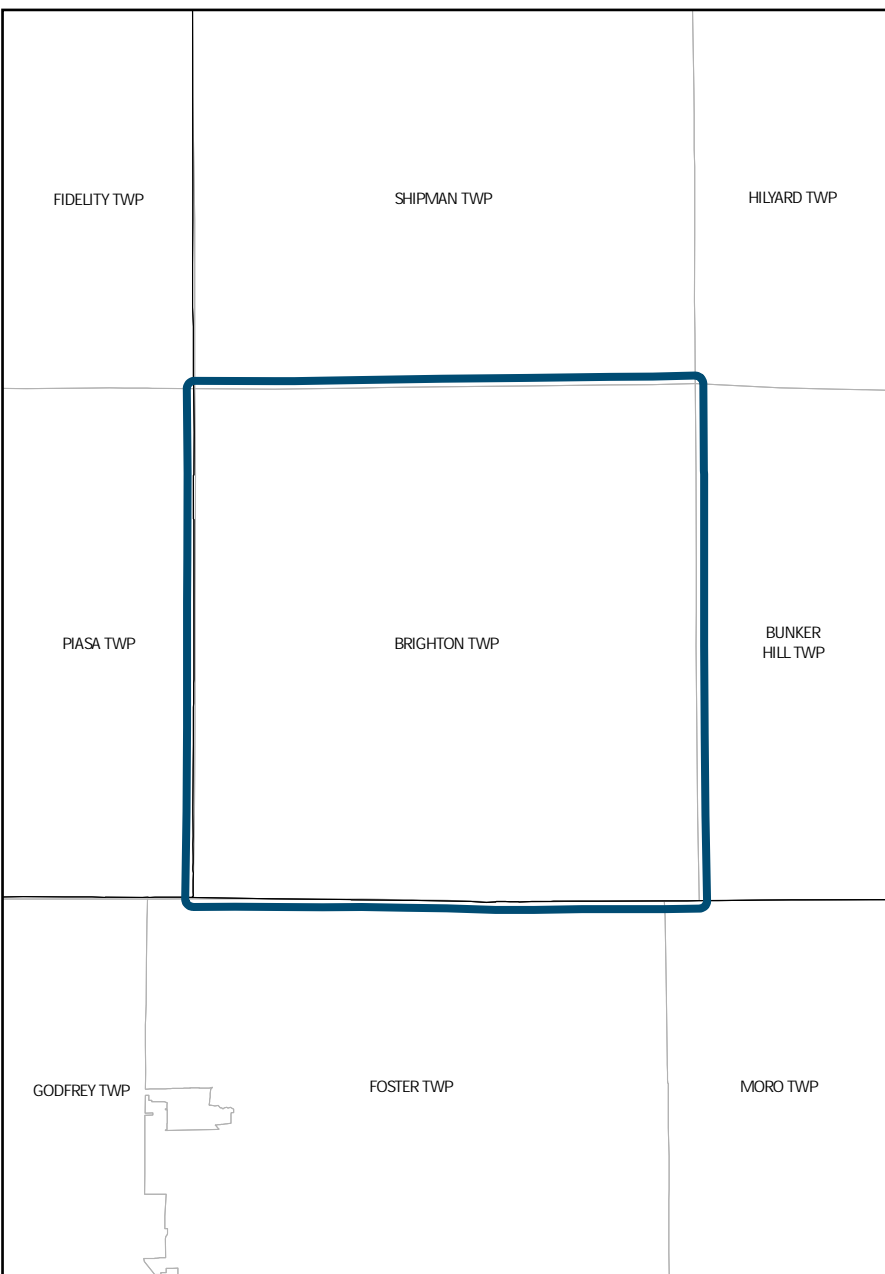 FIDELITY TWP
SHIPMAN TWP
HILYARD TWP
PIASA TWP
BRIGHTON TWP
BUNKER
HILL TWP
GODFREY TWP
FOSTER TWP
MORO TWP